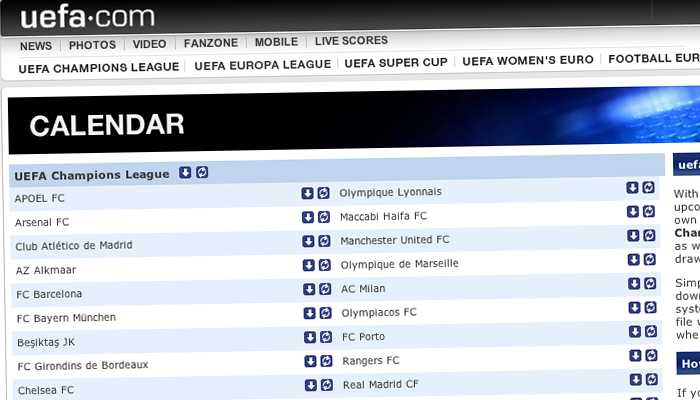 uefa·com
NEWS PHOTOS VIDEO FANZONE MOBILE LIVE SCORES
UEFA CHAMPIONS LEAGUE UEFA EUROPA LEAGUE UEFA SUPER CUP UEFA WOMEN'S EURO FOOTBALL EUR
CALENDAR
UEFA Champions League
APOEL FC Olympique Lyonnais
Arsenal FC Maccabi Haifa FC
Club Atlético de Madrid Manchester United FC
AZ Alkmaar Olympique de Marseille
FC Barcelona AC Milan
FC Bayern München Olympiacos FC
Beşiktaş JK FC Porto
FC Girondins de Bordeaux Rangers FC
Chelsea FC Real Madrid CF
uefa
With
upco
own
Cha
as w
draw
Simp
down
syst
file w
whe
How
If yo